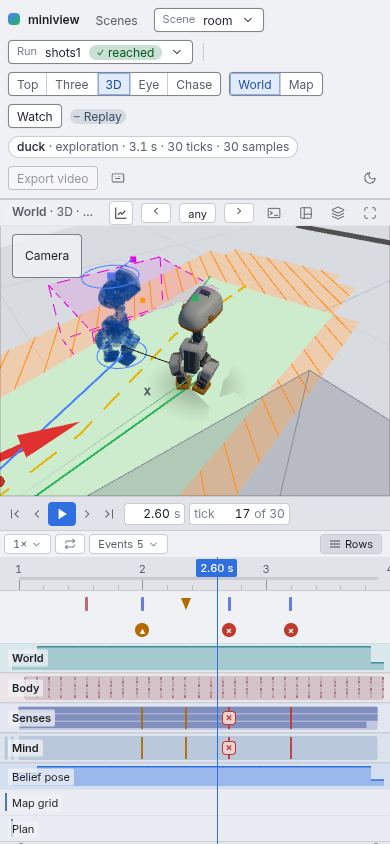 miniview Scenes Scene room
Run shots1 ✓ reached
Top Three 3D Eye Chase World Map
Watch – Replay
duck · exploration · 3.1 s · 30 ticks · 30 samples
Export video
World · 3D · ... any
Camera
x
2.60 s tick 17 of 30
1× Events 5 Rows
1 2 2.60 s 3 4
World
Body
Senses
Mind
Belief pose
Map grid
Plan